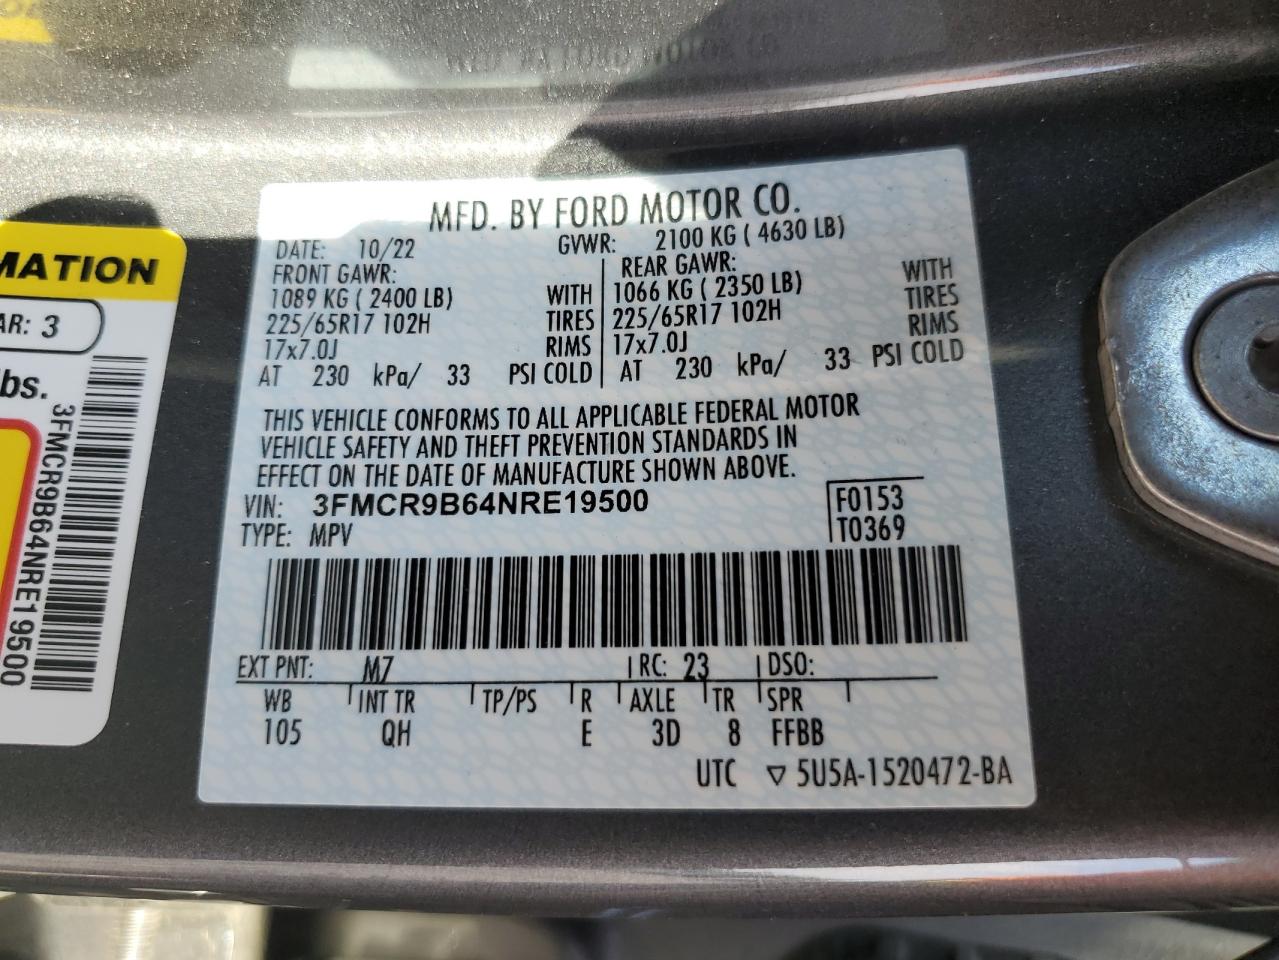 MFD. BY FORD MOTOR CO.
DATE: 10/22 GVWR: 2100 KG ( 4630 LB)
FRONT GAWR: REAR GAWR:
1089 KG ( 2400 LB) WITH 1066 KG ( 2350 LB) WITH
225/65R17 102H TIRES 225/65R17 102H TIRES
17x7.0J RIMS 17x7.0J RIMS
AT 230 kPa/ 33 PSI COLD AT 230 kPa/ 33 PSI COLD
THIS VEHICLE CONFORMS TO ALL APPLICABLE FEDERAL MOTOR
VEHICLE SAFETY AND THEFT PREVENTION STANDARDS IN
EFFECT ON THE DATE OF MANUFACTURE SHOWN ABOVE.
VIN: 3FMCR9B64NRE19500 F0153
TYPE: MPV T0369
EXT PNT: M7 RC: 23 DSO:
WB INT TR TP/PS R AXLE TR SPR
105 QH E 3D 8 FFBB
UTC ▽ 5U5A-1520472-BA
MATION
AR: 3
lbs.
3FMCR9B64NRE19500